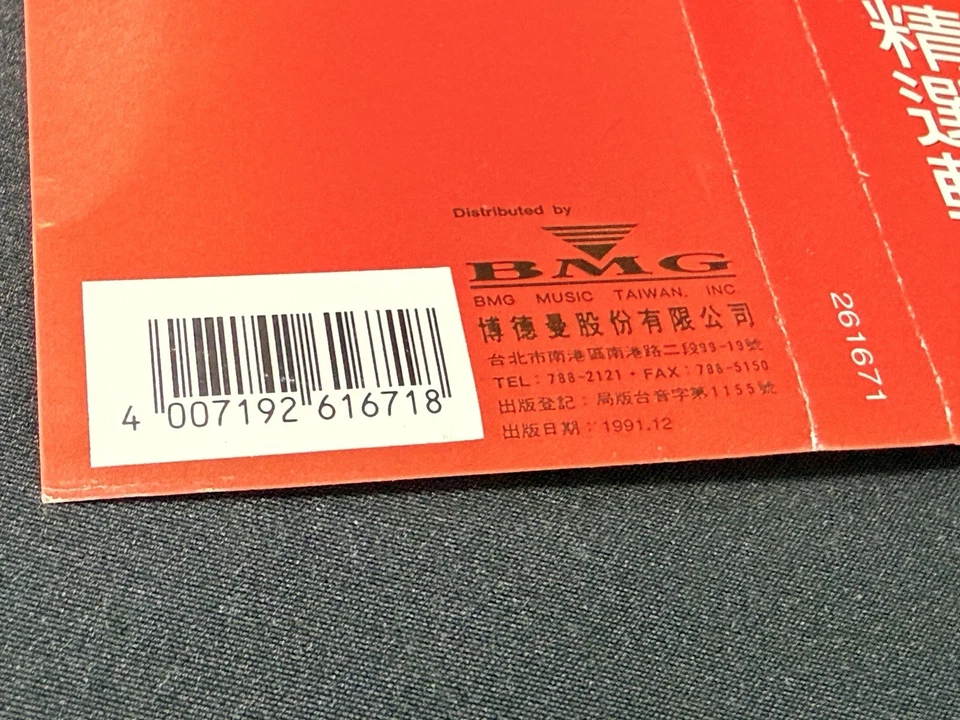 Distributed by
BMG
BMG MUSIC TAIWAN. INC
博德曼股份有限公司
台北市南港區南港路二段99-19號
TEL：788-2121・FAX：788-5150
出版登記：局版台音字第1155號
出版日期：1991.12
4 007192 616718
2616671
精選